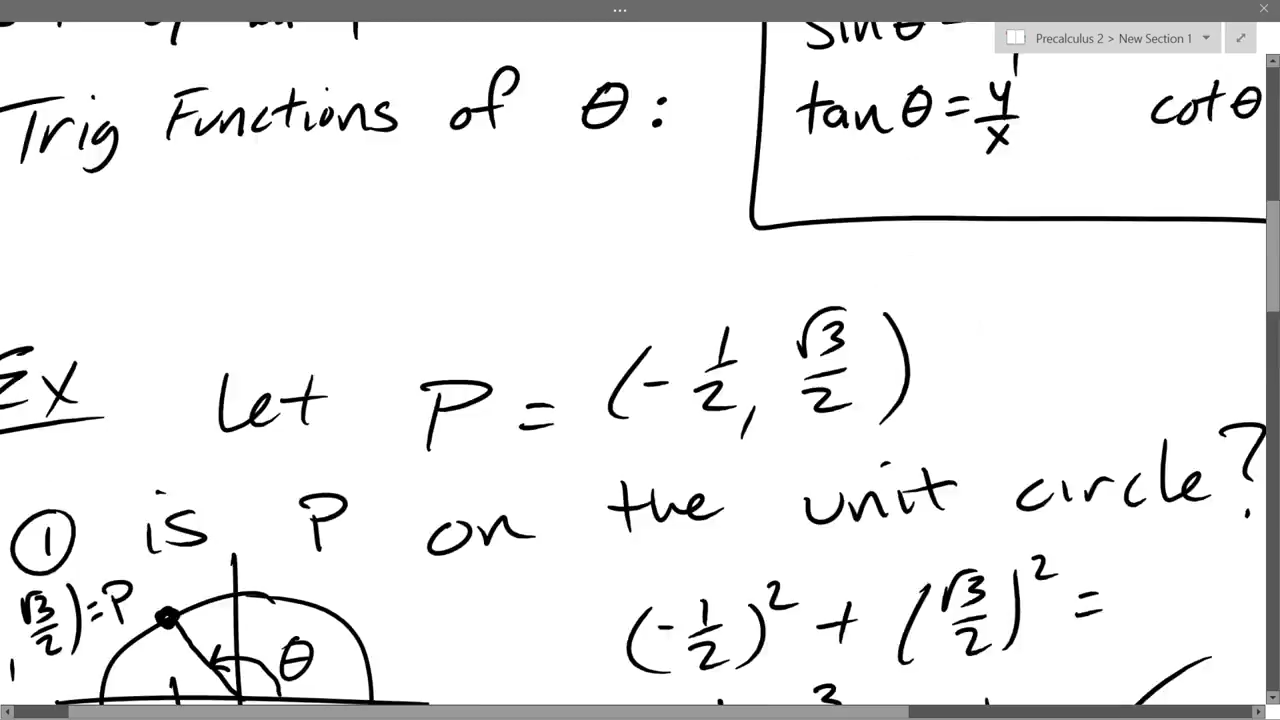 Precalculus 2 > New Section 1
sin θ =
Trig Functions of θ:
tan θ = y/x cot θ
Ex Let P = (-1/2, √3/2)
① is P on the unit circle?
√3/2) = P
(-1/2)² + (√3/2)² =
θ